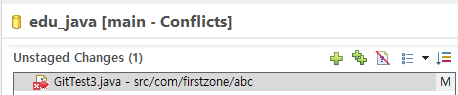 edu_java [main - Conflicts]
Unstaged Changes (1)
GitTest3.java - src/com/firstzone/abc M